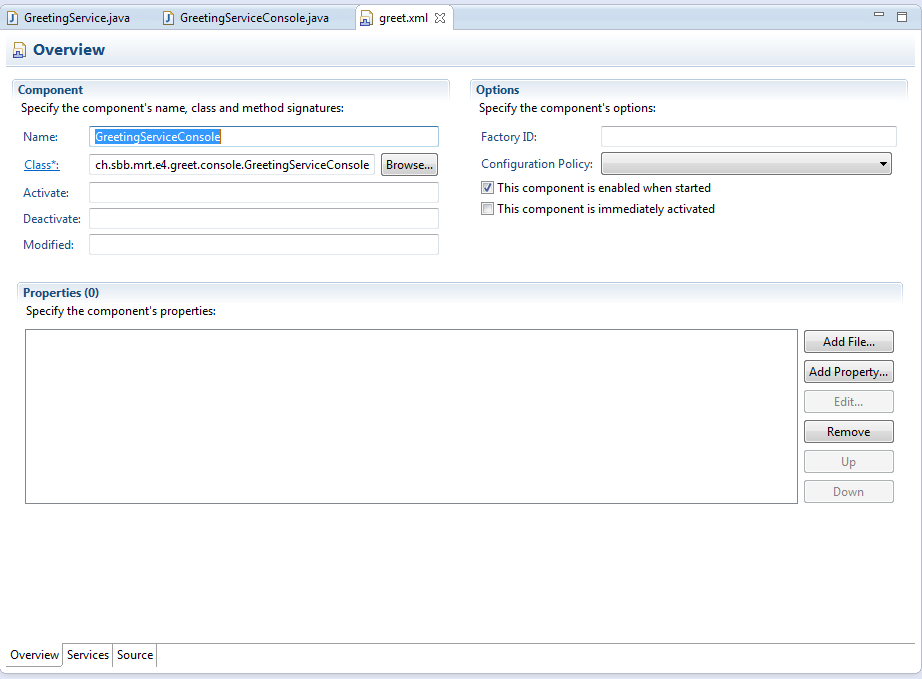 GreetingService.java GreetingServiceConsole.java greet.xml
Overview
Component
Specify the component's name, class and method signatures:
Name: GreetingServiceConsole
Class*: ch.sbb.mrt.e4.greet.console.GreetingServiceConsole Browse...
Activate:
Deactivate:
Modified:
Options
Specify the component's options:
Factory ID:
Configuration Policy:
This component is enabled when started
This component is immediately activated
Properties (0)
Specify the component's properties:
Add File...
Add Property...
Edit...
Remove
Up
Down
Overview Services Source